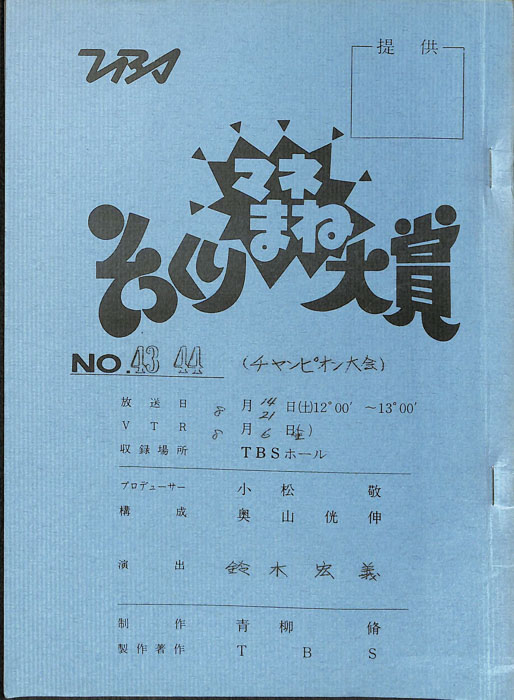 TBS
提供
マネ
まね
そっくり大賞
NO.43 44 (チャンピオン大会)
放送日 8月14日(土)12°00′~13°00′
21
VTR 8月6日(金)
収録場所 TBSホール
プロデューサー 小松 敬
構成 奥山侊伸
演出 鈴木宏義
制作 青柳脩
製作著作 TBS